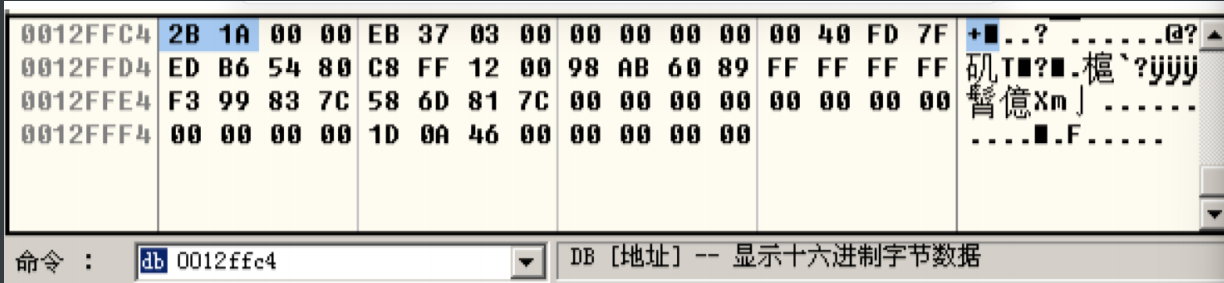 0012FFC4 2B 1A 00 00 EB 37 03 00 00 00 00 00 00 40 FD 7F +■..? ......@?
0012FFD4 ED B6 54 80 C8 FF 12 00 98 AB 60 89 FF FF FF FF 矶T■?■.櫙`?ÿÿÿ
0012FFE4 F3 99 83 7C 58 6D 81 7C 00 00 00 00 00 00 00 00 億Xm｣ ......
0012FFF4 00 00 00 00 1D 0A 46 00 00 00 00 00 ....■.F.....
命令 : db 0012ffc4 DB [地址] -- 显示十六进制字节数据